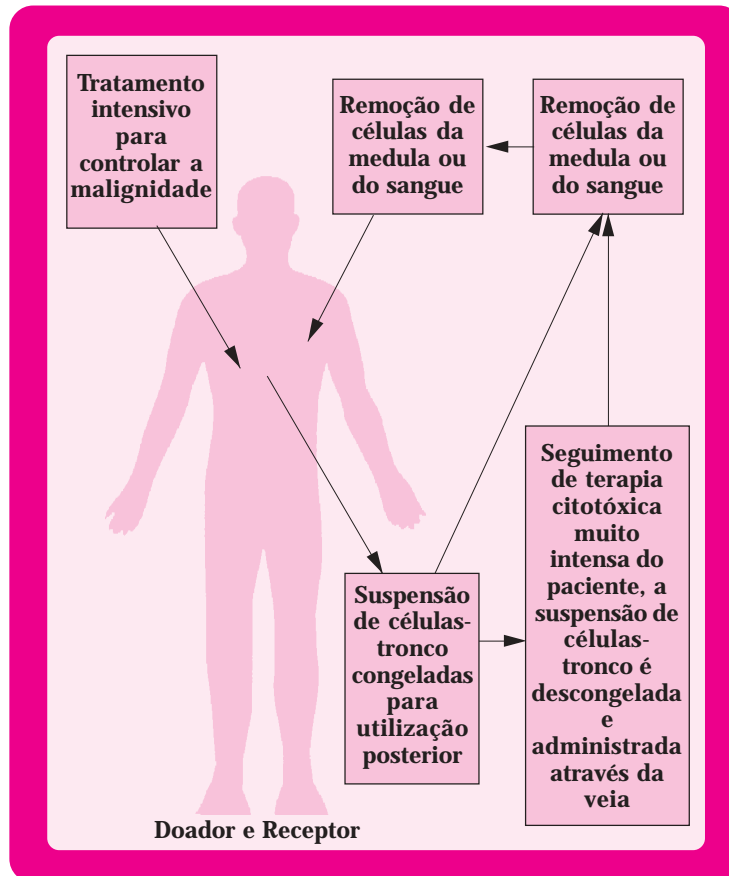 Tratamento
intensivo
para
controlar a
malignidade
Remoção de
células da
medula ou
do sangue
Remoção de
células da
medula ou
do sangue
Suspensão
de células-
tronco
congeladas
para
utilização
posterior
Seguimento
de terapia
citotóxica
muito
intensa do
paciente, a
suspensão de
células-
tronco é
descongelada
e
administrada
através da
veia
Doador e Receptor